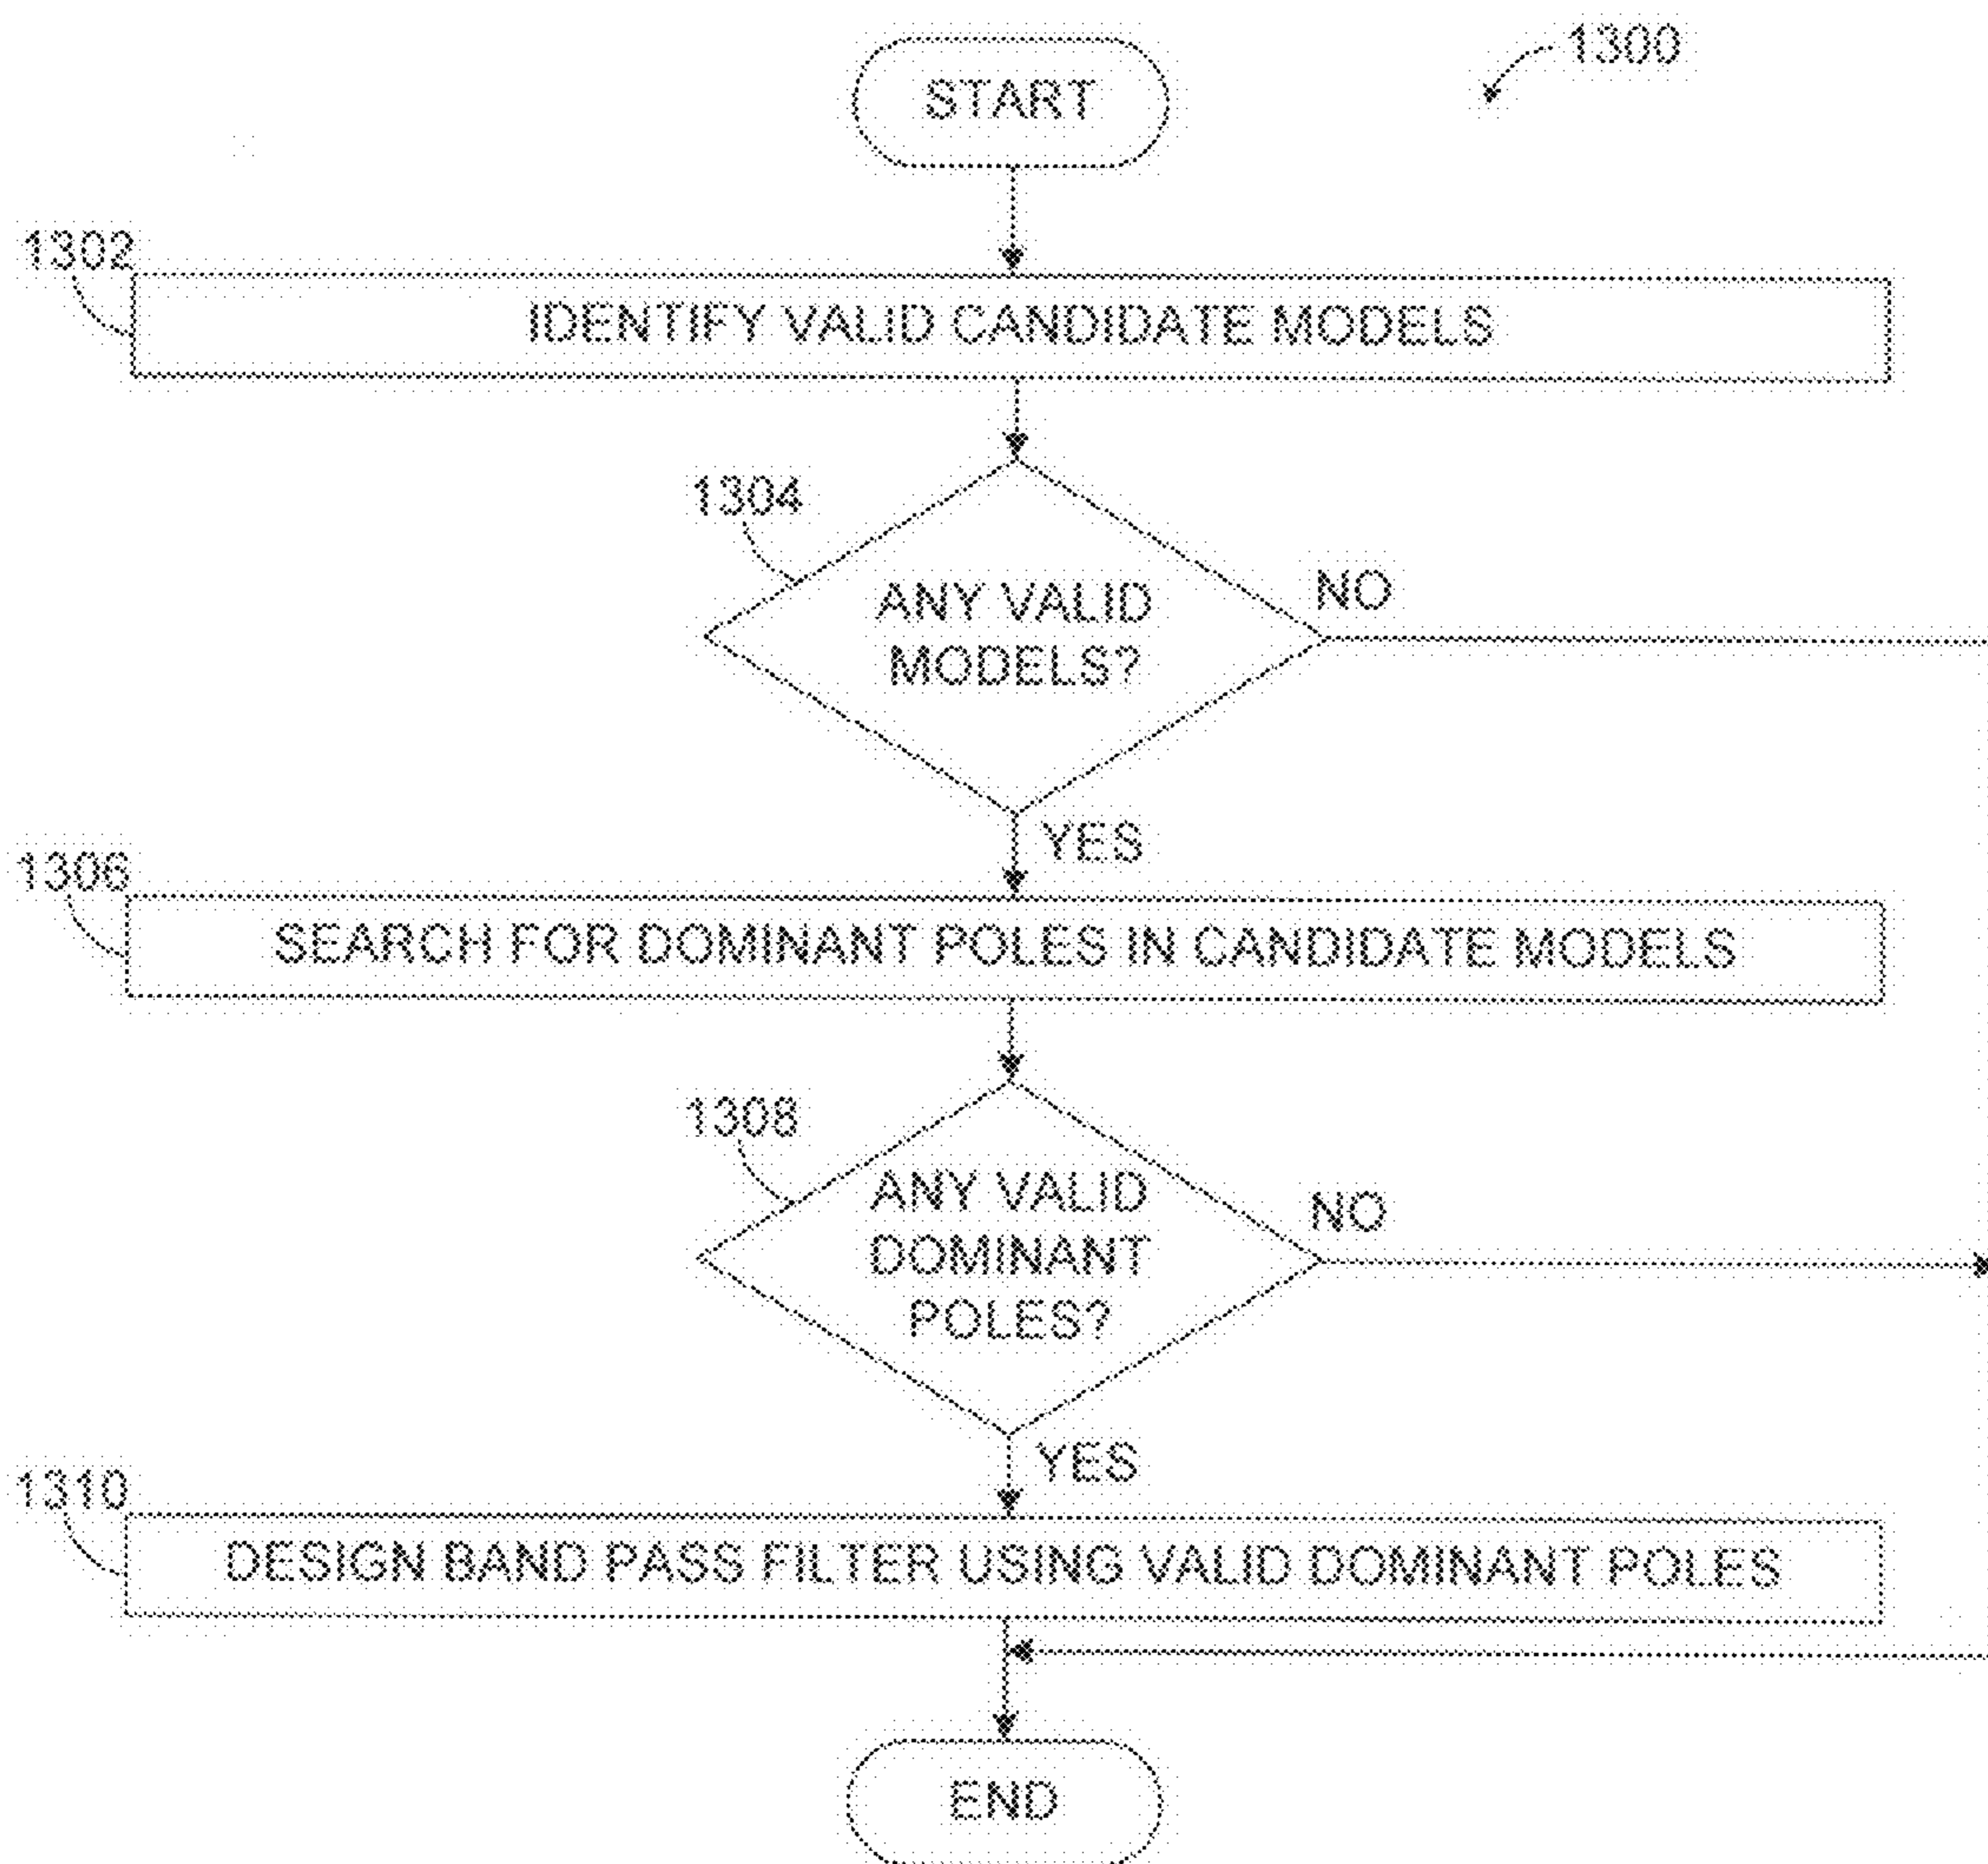 START
1300
1302
IDENTIFY VALID CANDIDATE MODELS
1304
ANY VALID
MODELS?
NO
YES
1306
SEARCH FOR DOMINANT POLES IN CANDIDATE MODELS
1308
ANY VALID
DOMINANT
POLES?
NO
YES
1310
DESIGN BAND PASS FILTER USING VALID DOMINANT POLES
END